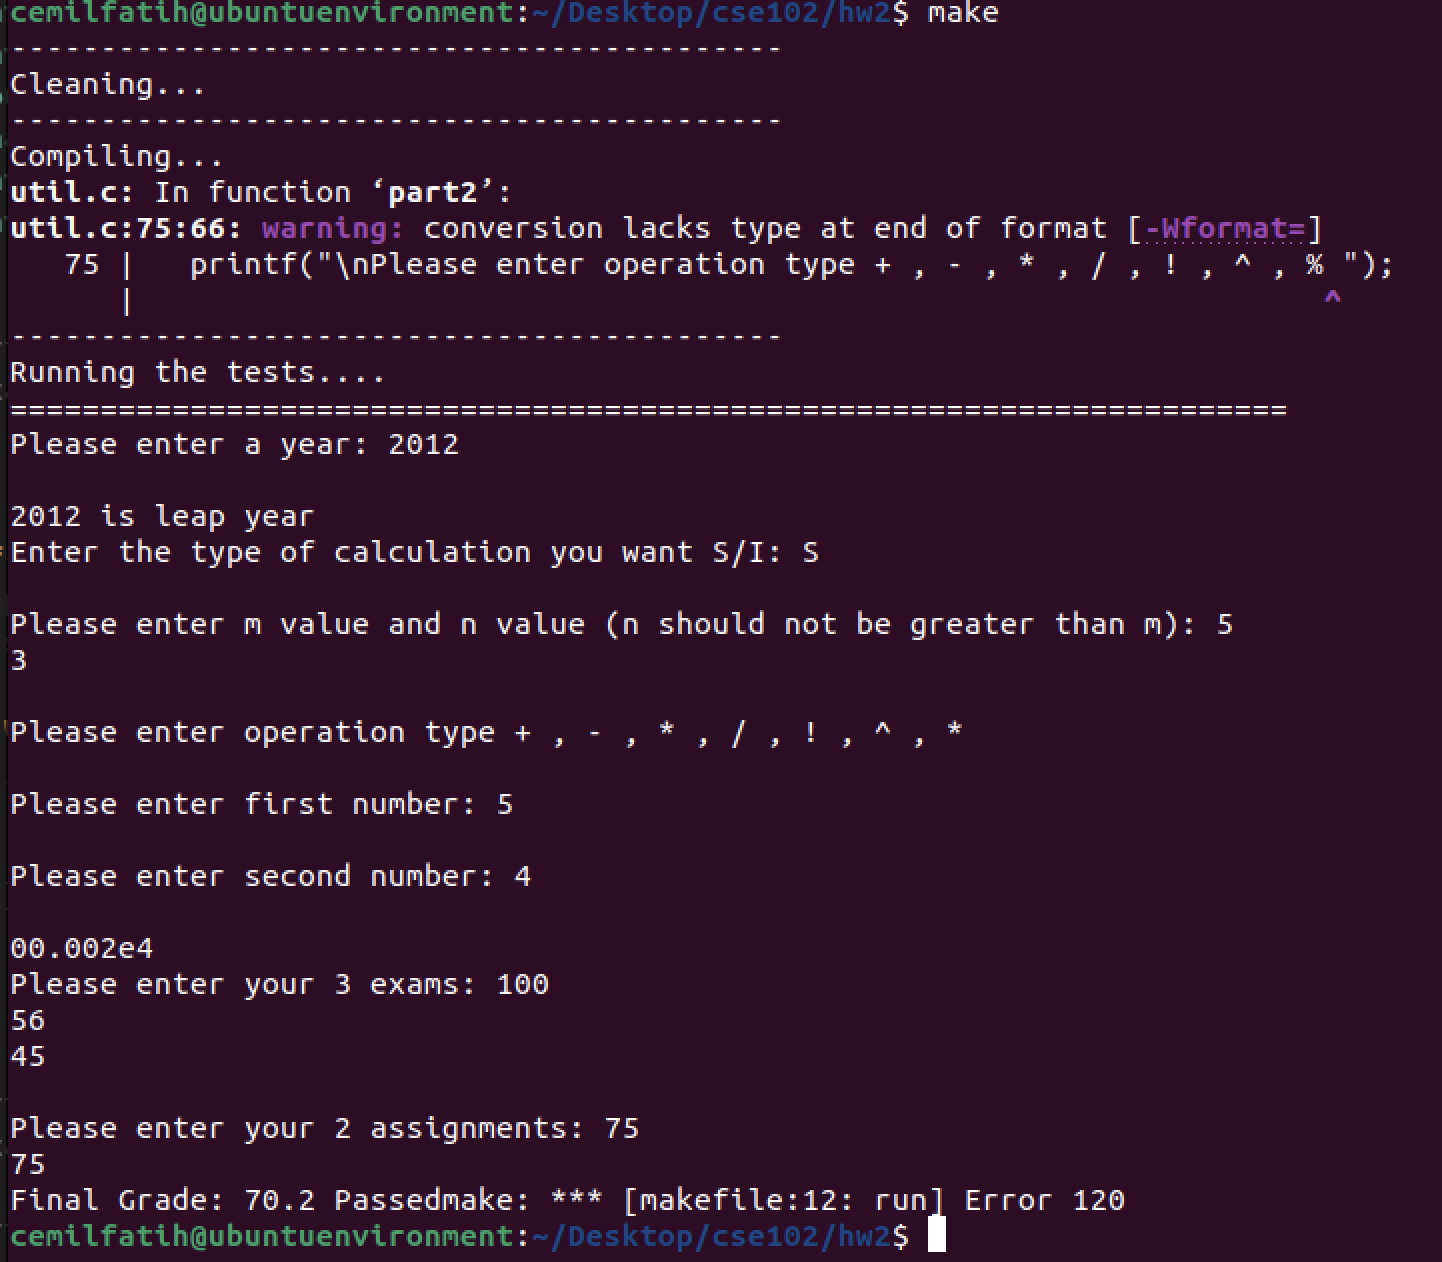 cemilfatih@ubuntuenvironment:~/Desktop/cse102/hw2$ make
-------------------------------------------
Cleaning...
-------------------------------------------
Compiling...
util.c: In function ‘part2’:
util.c:75:66: warning: conversion lacks type at end of format [-Wformat=]
   75 |   printf("\nPlease enter operation type + , - , * , / , ! , ^ , % ");
      |                                                                  ^
-------------------------------------------
Running the tests....
=======================================================================
Please enter a year: 2012

2012 is leap year
Enter the type of calculation you want S/I: S

Please enter m value and n value (n should not be greater than m): 5
3

Please enter operation type + , - , * , / , ! , ^ , *

Please enter first number: 5

Please enter second number: 4

00.002e4
Please enter your 3 exams: 100
56
45

Please enter your 2 assignments: 75
75
Final Grade: 70.2 Passedmake: *** [makefile:12: run] Error 120
cemilfatih@ubuntuenvironment:~/Desktop/cse102/hw2$